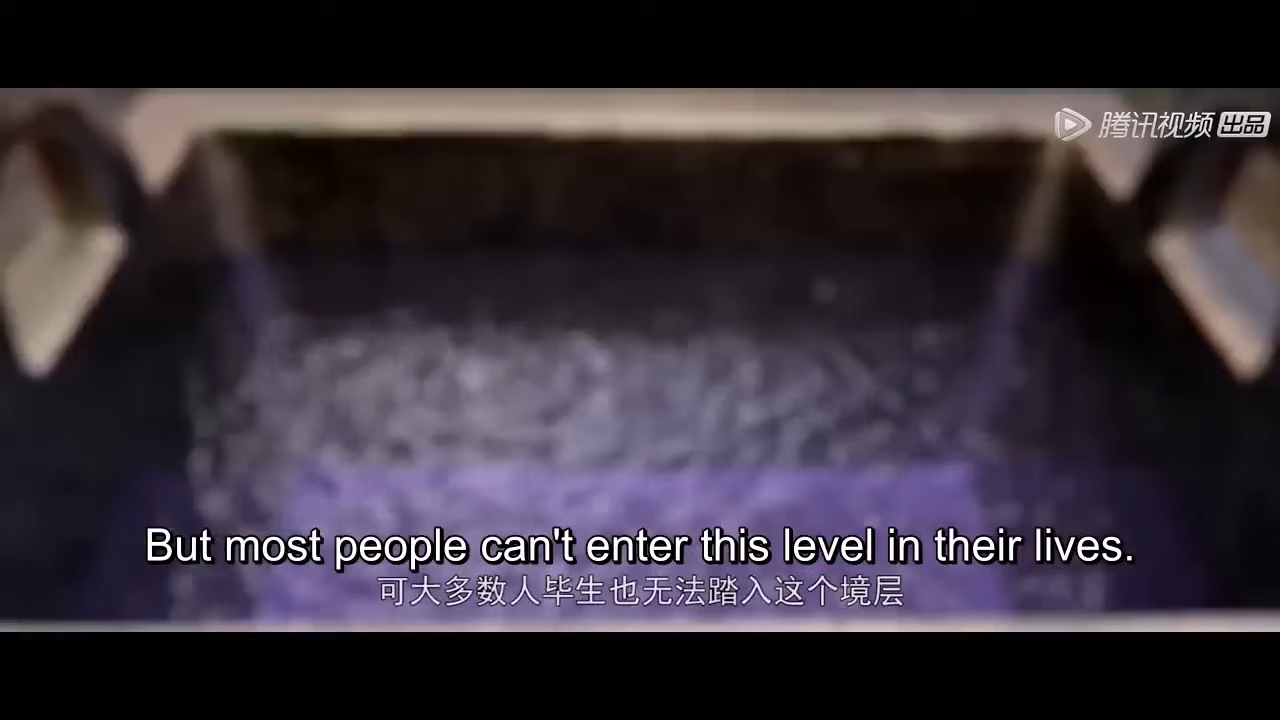 腾讯视频 出品
But most people can't enter this level in their lives.
可大多数人毕生也无法踏入这个境层